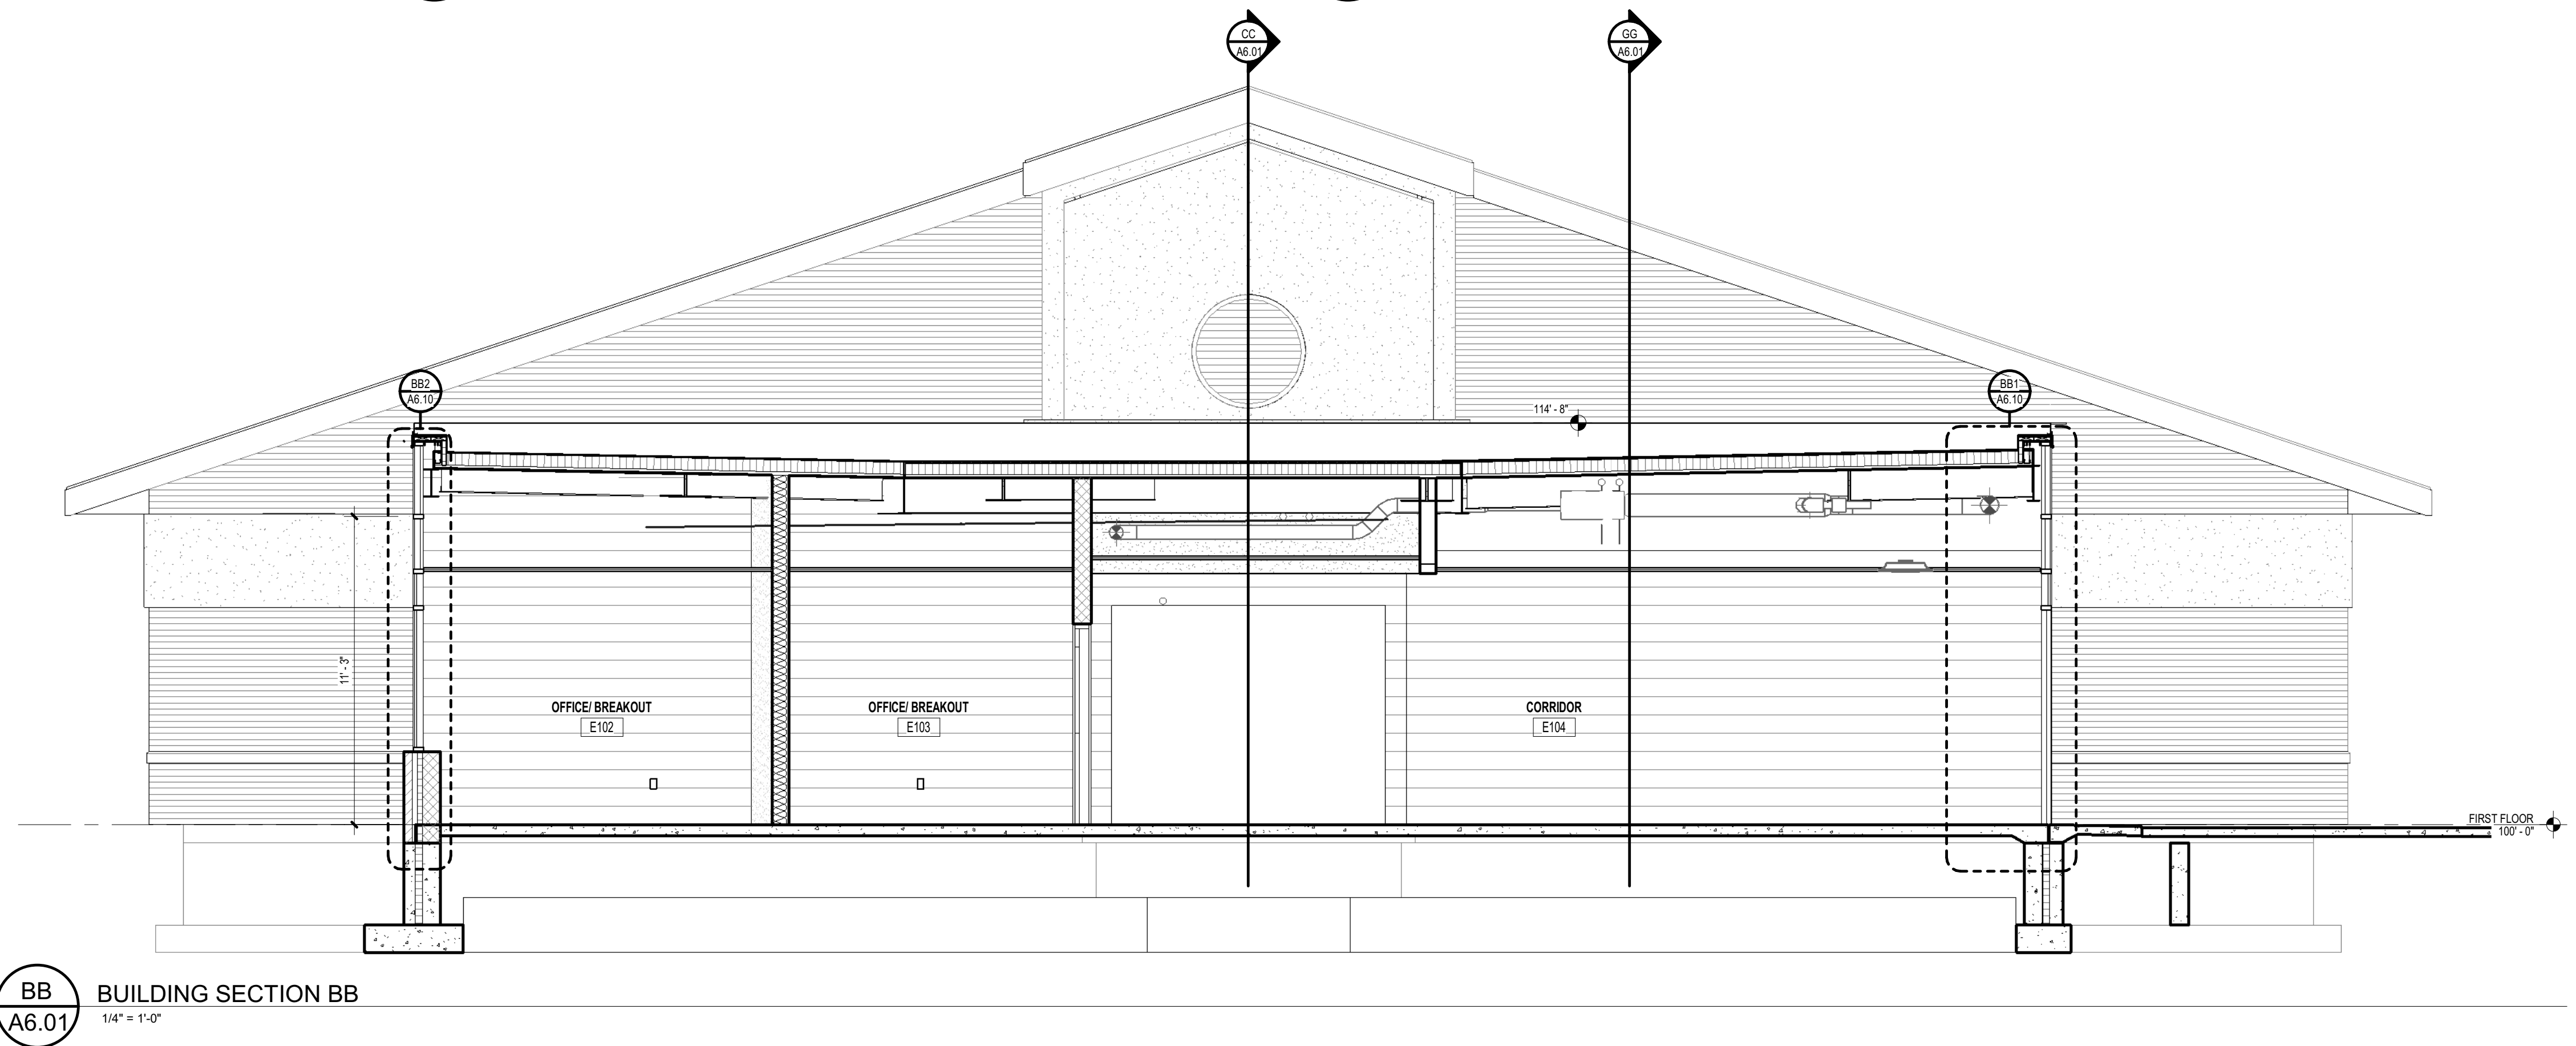 CC
A6.01
GG
A6.01
BB2
A6.10
BB1
A6.10
114' - 8"
11' - 3"
OFFICE/ BREAKOUT
E102
OFFICE/ BREAKOUT
E103
CORRIDOR
E104
FIRST FLOOR
100' - 0"
BB
A6.01
BUILDING SECTION BB
1/4" = 1'-0"